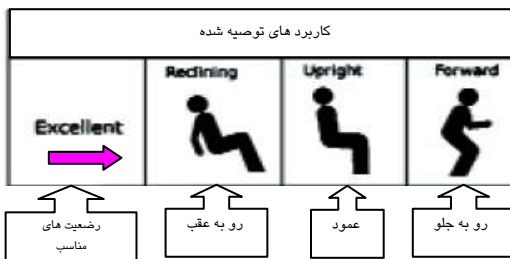 کاربرد های توصیه شده
Reclining
Upright
Forward
Excellent
رضعیت های
مناسب
رو به عقب
عمود
رو به جلو